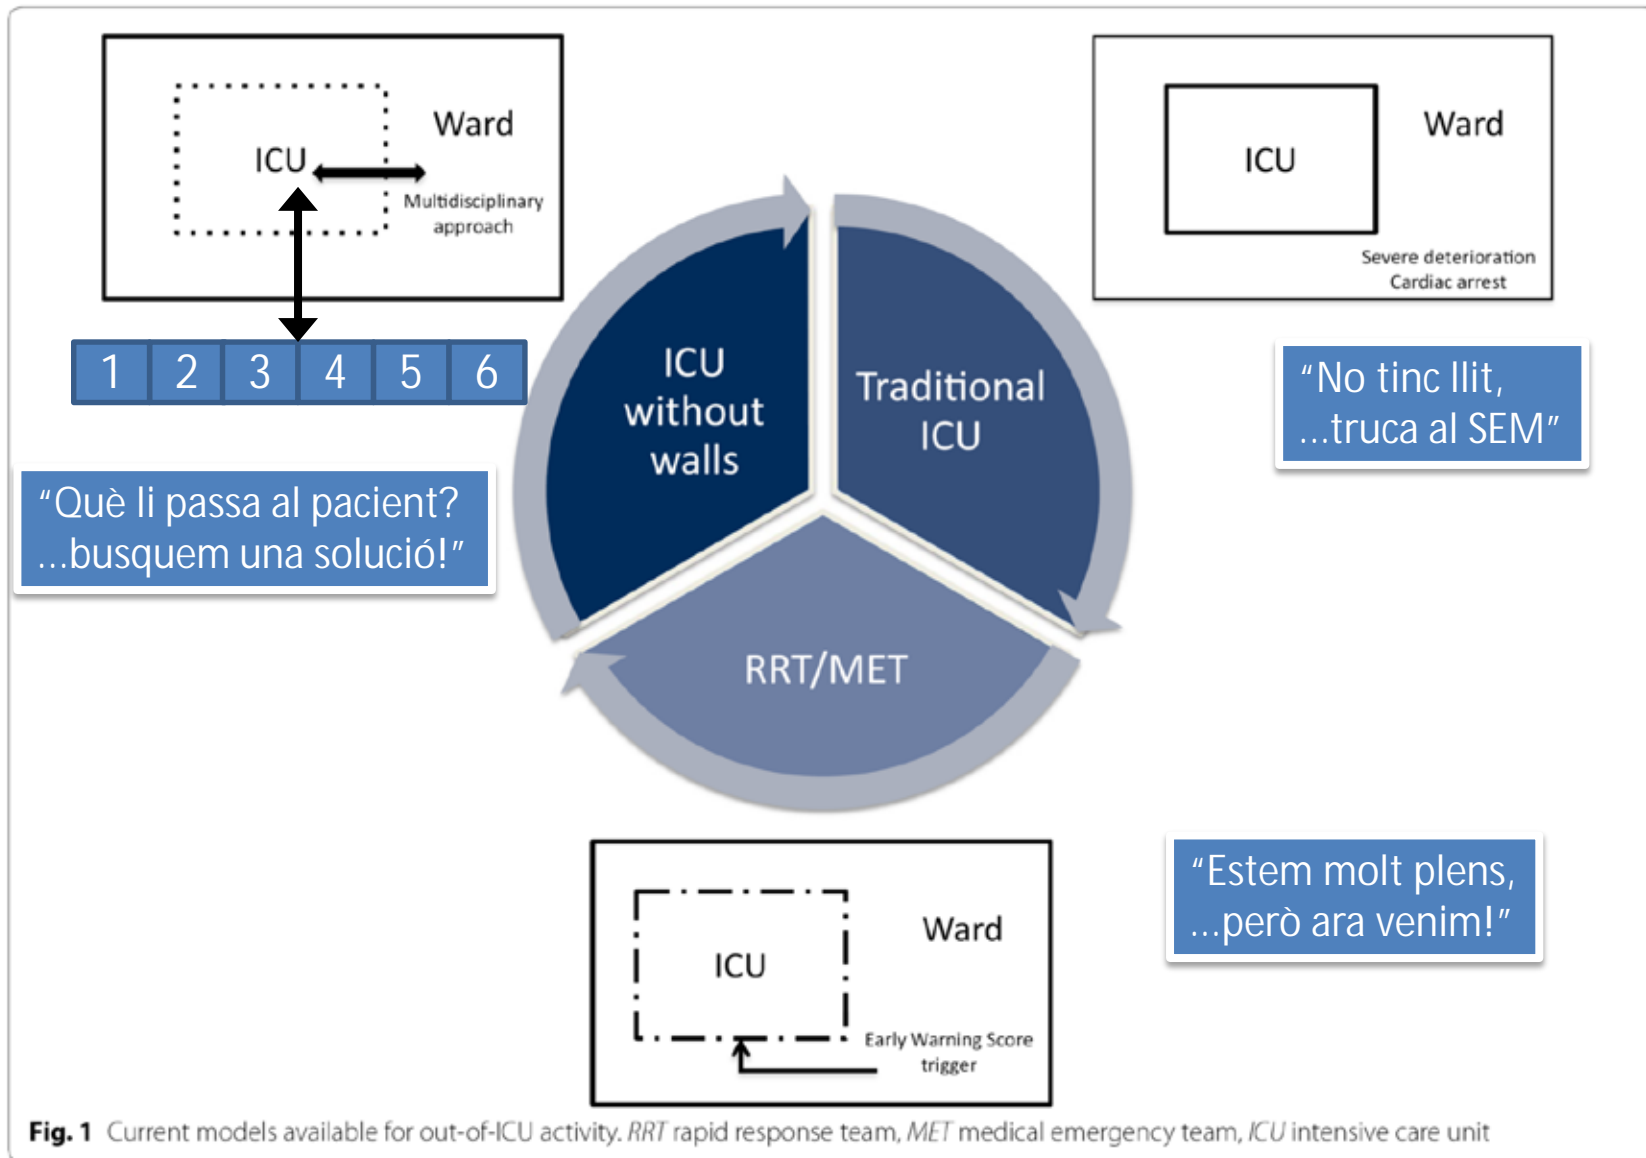 ICU
Ward
Multidisciplinary
approach
1 2 3 4 5 6
“Què li passa al pacient?
...busquem una solució!”
ICU
without
walls
Traditional
ICU
RRT/MET
ICU
Ward
Severe deterioration
Cardiac arrest
“No tinc llit,
...truca al SEM”
ICU
Ward
Early Warning Score
trigger
“Estem molt plens,
...però ara venim!”
Fig. 1 Current models available for out-of-ICU activity. RRT rapid response team, MET medical emergency team, ICU intensive care unit